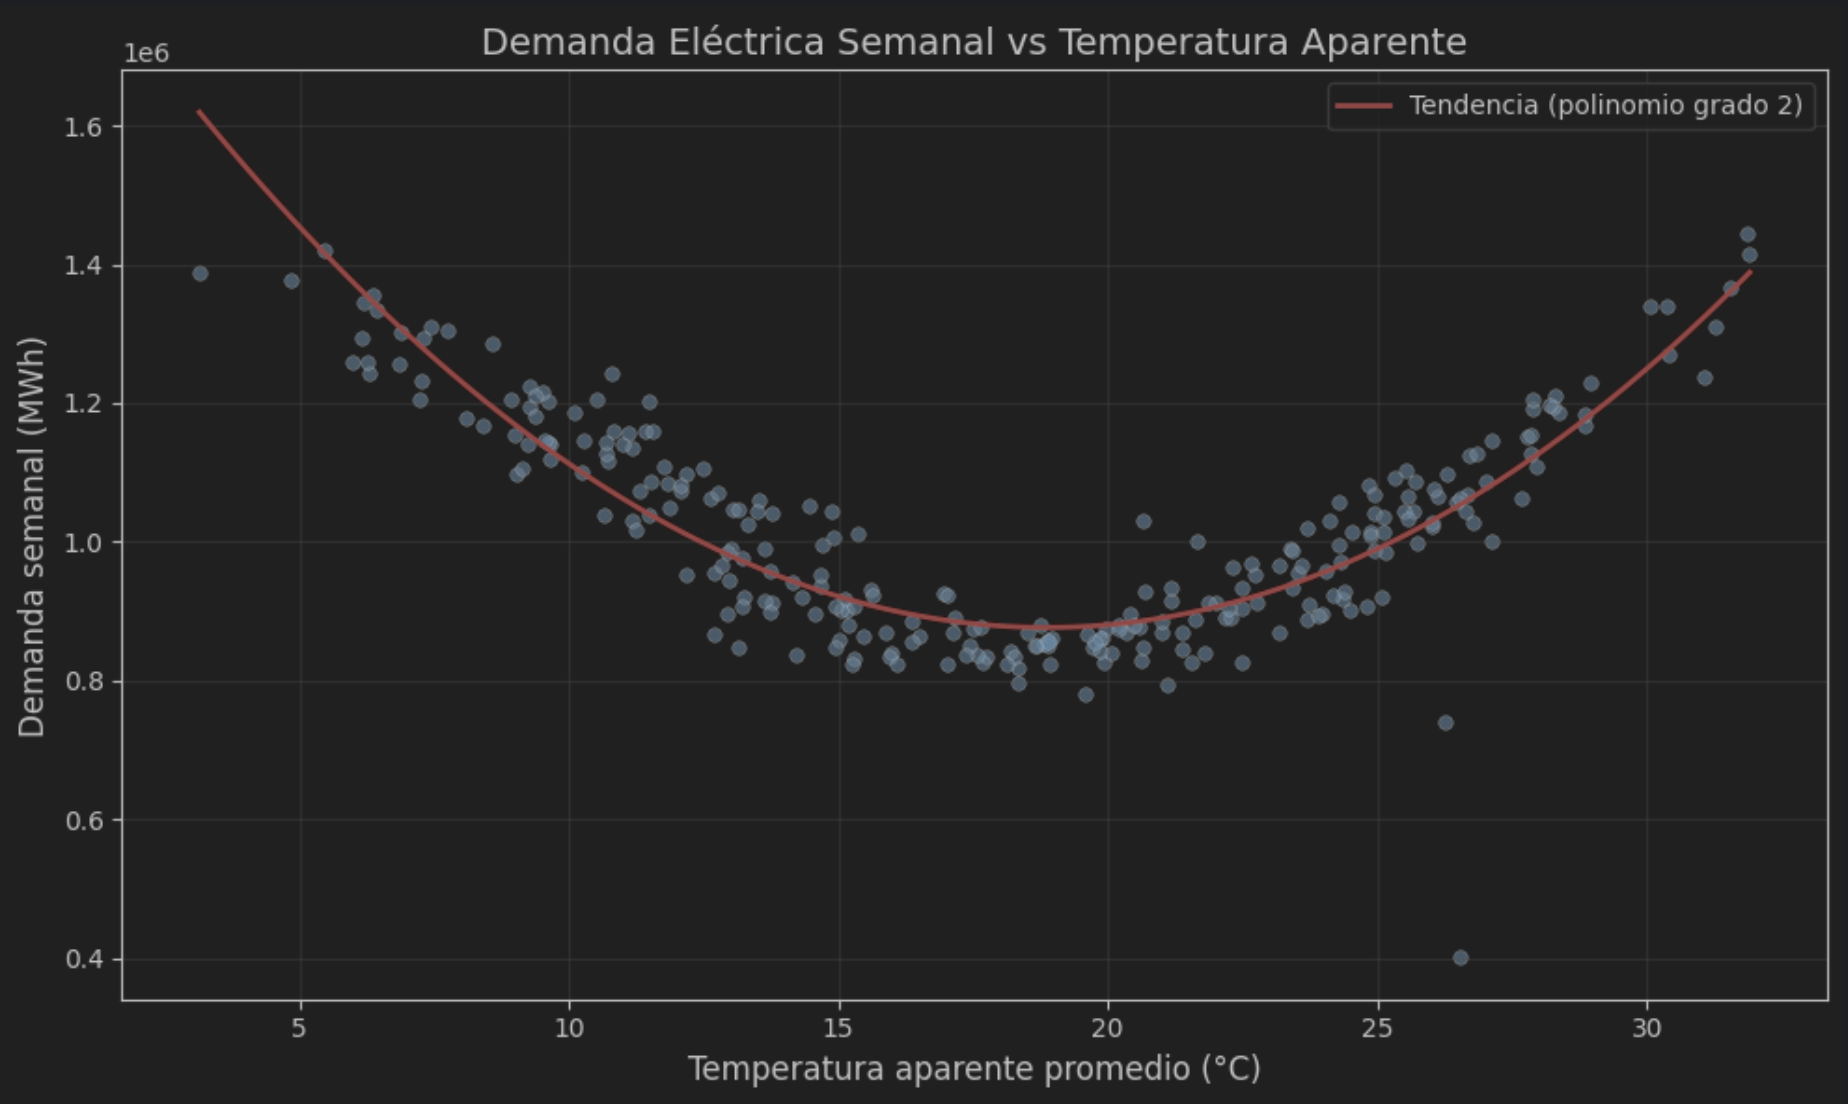 Demanda Eléctrica Semanal vs Temperatura Aparente
1e6
Tendencia (polinomio grado 2)
1.6
1.4
1.2
1.0
0.8
0.6
0.4
Demanda semanal (MWh)
5 10 15 20 25 30
Temperatura aparente promedio (°C)